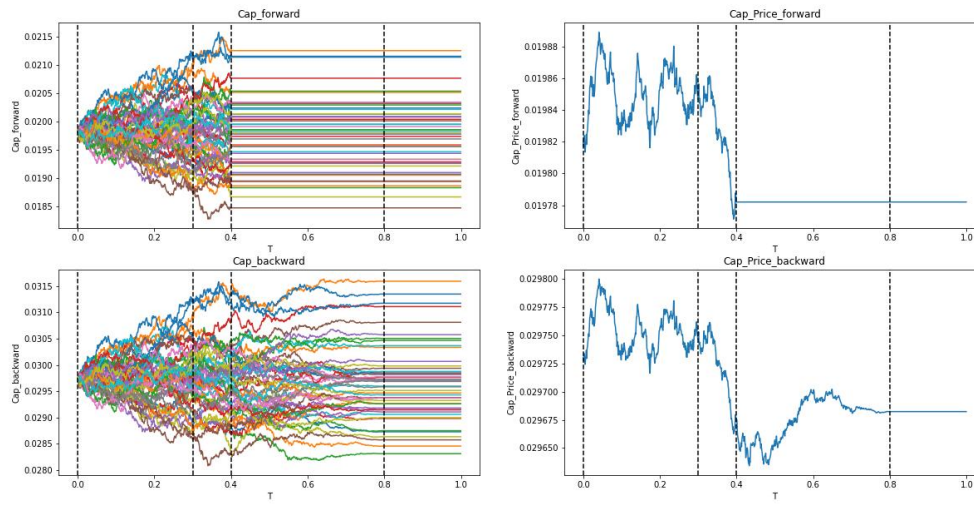 Cap_forward
Cap_forward
0.0215
0.0210
0.0205
0.0200
0.0195
0.0190
0.0185
0.0 0.2 0.4 0.6 0.8 1.0
T
Cap_Price_forward
Cap_Price_forward
0.01988
0.01986
0.01984
0.01982
0.01980
0.01978
0.0 0.2 0.4 0.6 0.8 1.0
T
Cap_backward
Cap_backward
0.0315
0.0310
0.0305
0.0300
0.0295
0.0290
0.0285
0.0280
0.0 0.2 0.4 0.6 0.8 1.0
T
Cap_Price_backward
Cap_Price_backward
0.029800
0.029775
0.029750
0.029725
0.029700
0.029675
0.029650
0.0 0.2 0.4 0.6 0.8 1.0
T